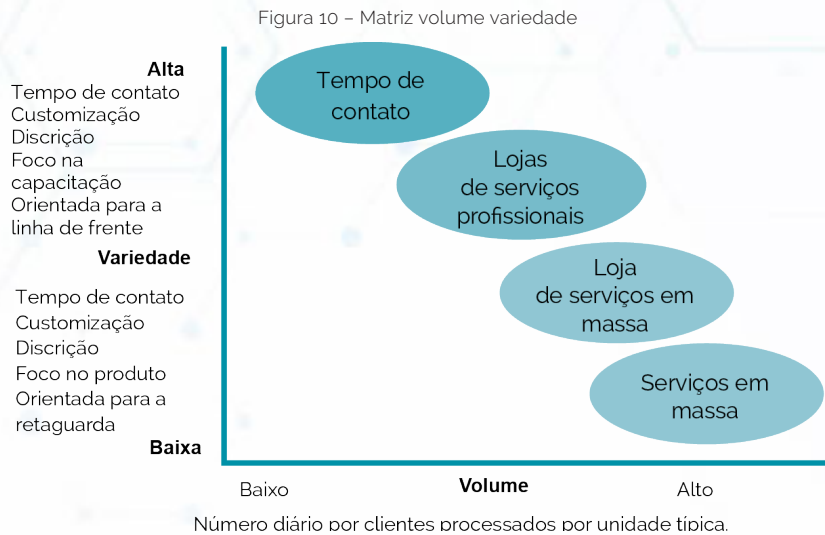 Figura 10 – Matriz volume variedade
Alta
Tempo de contato
Customização
Discrição
Foco na
capacitação
Orientada para a
linha de frente
Variedade
Tempo de contato
Customização
Discrição
Foco no produto
Orientada para a
retaguarda
Baixa
Tempo de
contato
Lojas
de serviços
profissionais
Loja
de serviços em
massa
Serviços em
massa
Baixo
Volume
Alto
Número diário por clientes processados por unidade típica.